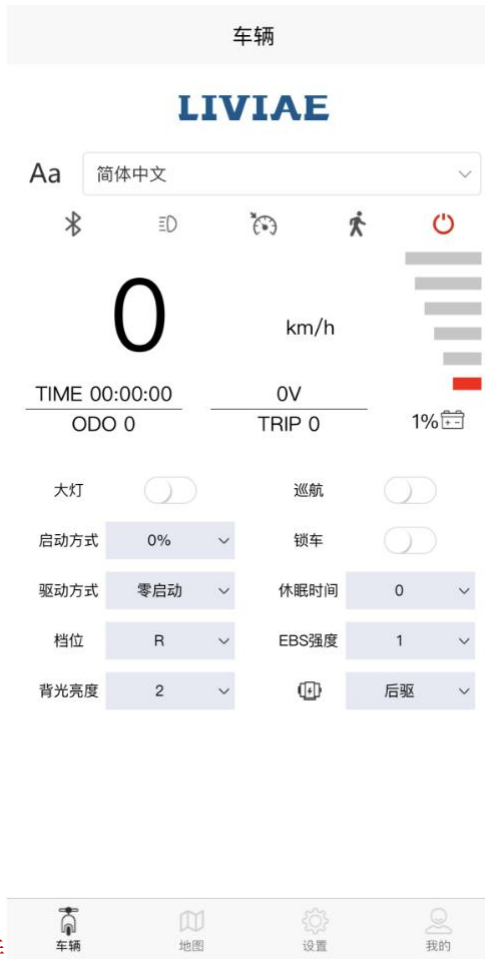 车辆
LIVIAE
Aa 简体中文
0 km/h
TIME 00:00:00 0V
ODO 0 TRIP 0 1%
大灯 巡航
启动方式 0% 锁车
驱动方式 零启动 休眠时间 0
档位 R EBS强度 1
背光亮度 2 后驱
车辆 地图 设置 我的